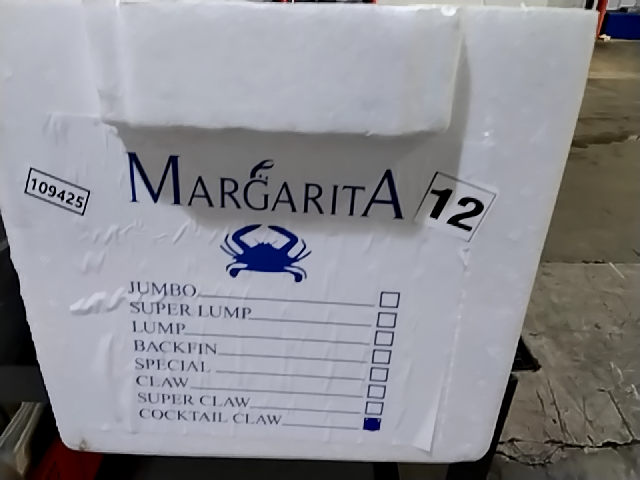 109425
MARGARITA
12
JUMBO
SUPER LUMP
LUMP
BACKFIN
SPECIAL
CLAW
SUPER CLAW
COCKTAIL CLAW